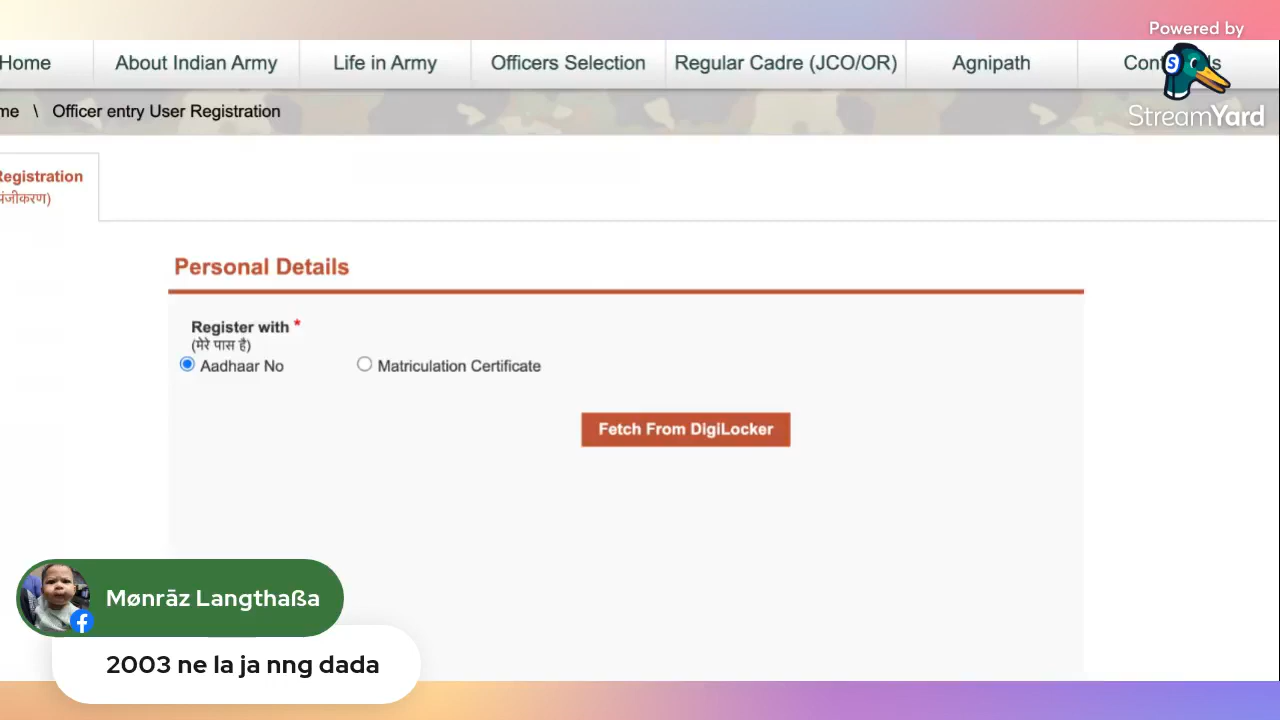 Powered by
Home About Indian Army Life in Army Officers Selection Regular Cadre (JCO/OR) Agnipath
StreamYard
me \ Officer entry User Registration
Registration
पंजीकरण)
Personal Details
Register with *
(मेरे पास है)
Aadhaar No Matriculation Certificate
Fetch From DigiLocker
Mønrāz Langthaßa
2003 ne la ja nng dada